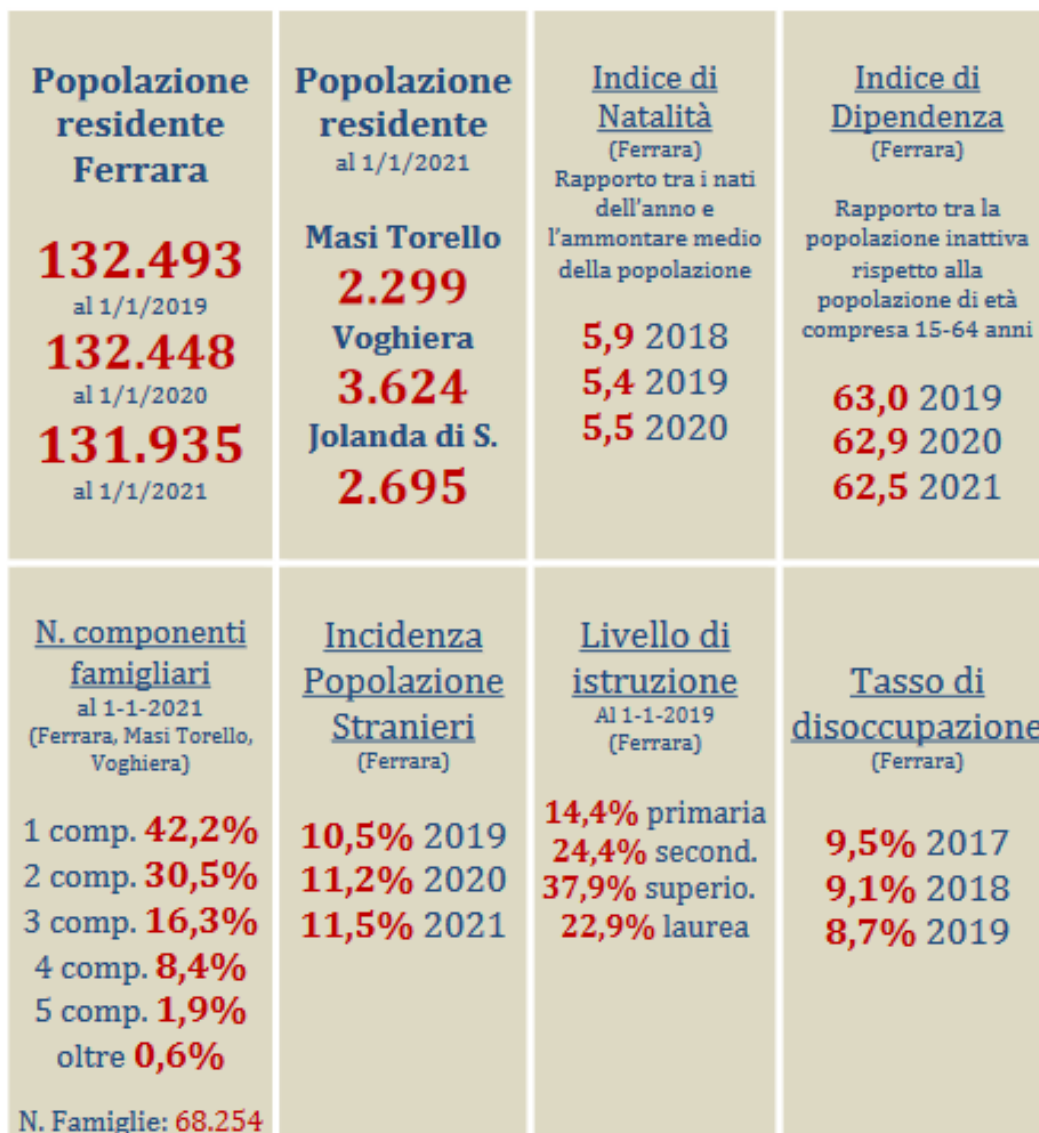 Popolazione
residente
Ferrara
132.493
al 1/1/2019
132.448
al 1/1/2020
131.935
al 1/1/2021
Popolazione
residente
al 1/1/2021
Masi Torello
2.299
Voghiera
3.624
Jolanda di S.
2.695
Indice di
Natalità
(Ferrara)
Rapporto tra i nati
dell'anno e
l'ammontare medio
della popolazione
5,9 2018
5,4 2019
5,5 2020
Indice di
Dipendenza
(Ferrara)
Rapporto tra la
popolazione inattiva
rispetto alla
popolazione di età
compresa 15-64 anni
63,0 2019
62,9 2020
62,5 2021
N. componenti
famigliari
al 1-1-2021
(Ferrara, Masi Torello,
Voghiera)
1 comp. 42,2%
2 comp. 30,5%
3 comp. 16,3%
4 comp. 8,4%
5 comp. 1,9%
oltre 0,6%
N. Famiglie: 68.254
Incidenza
Popolazione
Stranieri
(Ferrara)
10,5% 2019
11,2% 2020
11,5% 2021
Livello di
istruzione
Al 1-1-2019
(Ferrara)
14,4% primaria
24,4% second.
37,9% superio.
22,9% laurea
Tasso di
disoccupazione
(Ferrara)
9,5% 2017
9,1% 2018
8,7% 2019